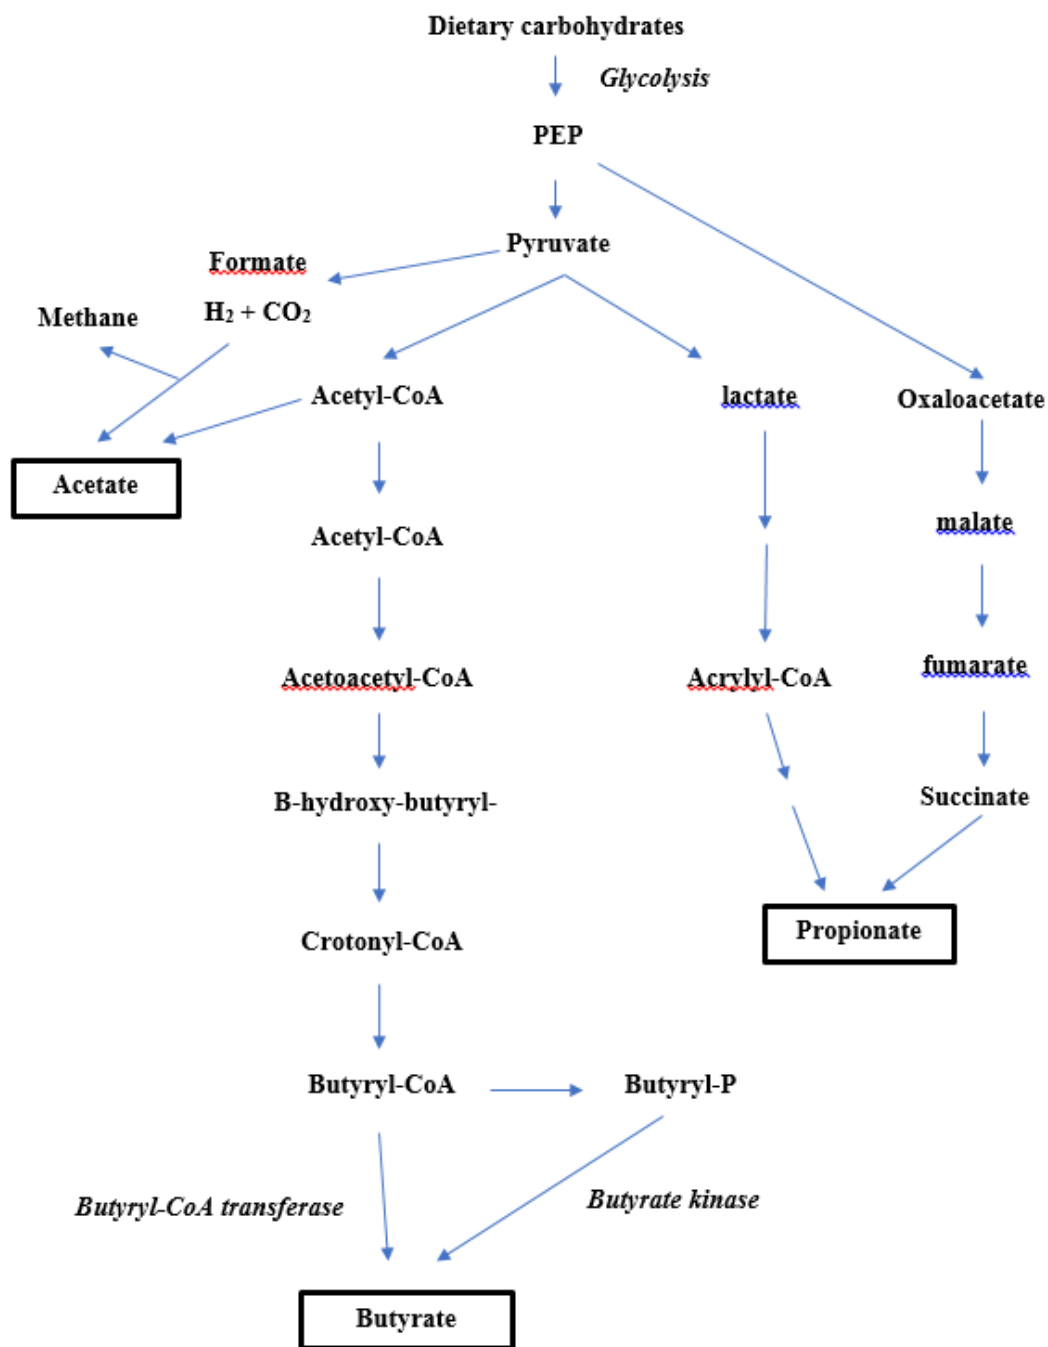 Dietary carbohydrates
Glycolysis
PEP
Pyruvate
Formate
H₂ + CO₂
Methane
Acetyl-CoA
lactate
Oxaloacetate
Acetate
Acetyl-CoA
malate
Acetoacetyl-CoA
Acrylyl-CoA
fumarate
B-hydroxy-butyryl-
Succinate
Propionate
Crotonyl-CoA
Butyryl-CoA
Butyryl-P
Butyryl-CoA transferase
Butyrate kinase
Butyrate